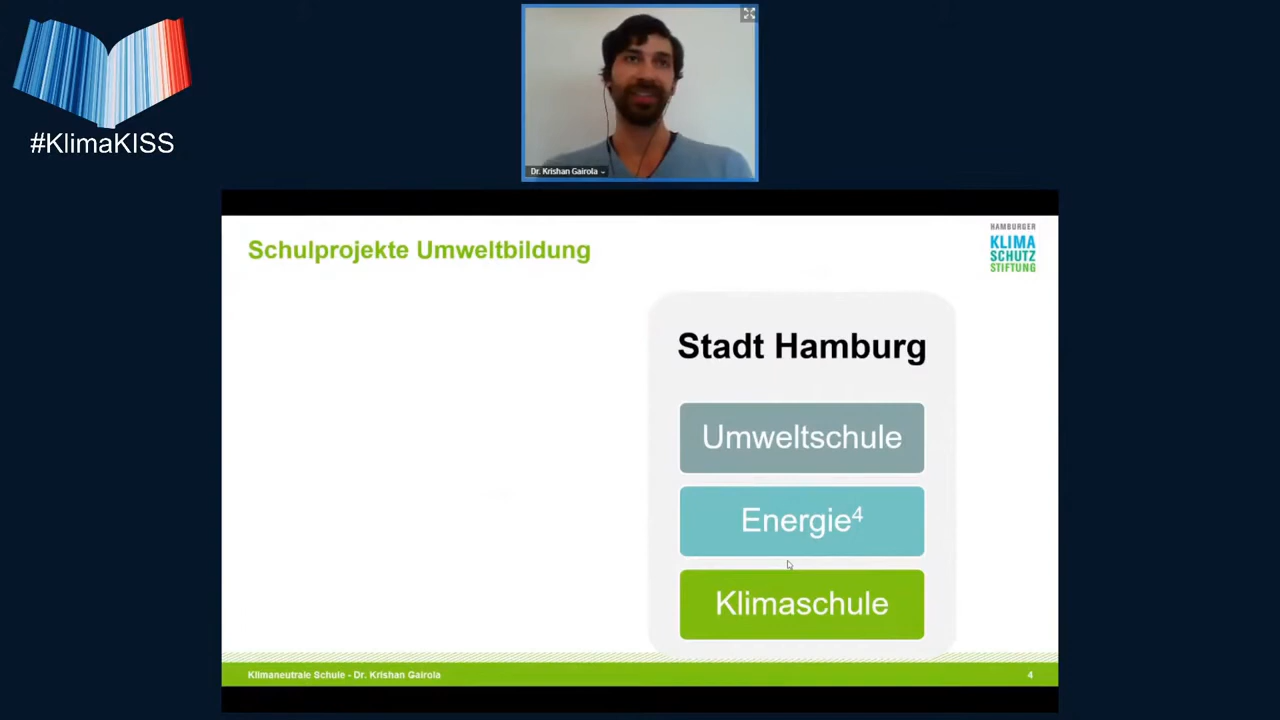 #KlimaKISS
Dr. Krishan Gairola
Schulprojekte Umweltbildung
HAMBURGER
KLIMA
SCHUTZ
STIFTUNG
Stadt Hamburg
Umweltschule
Energie⁴
Klimaschule
Klimaneutrale Schule - Dr. Krishan Gairola
4